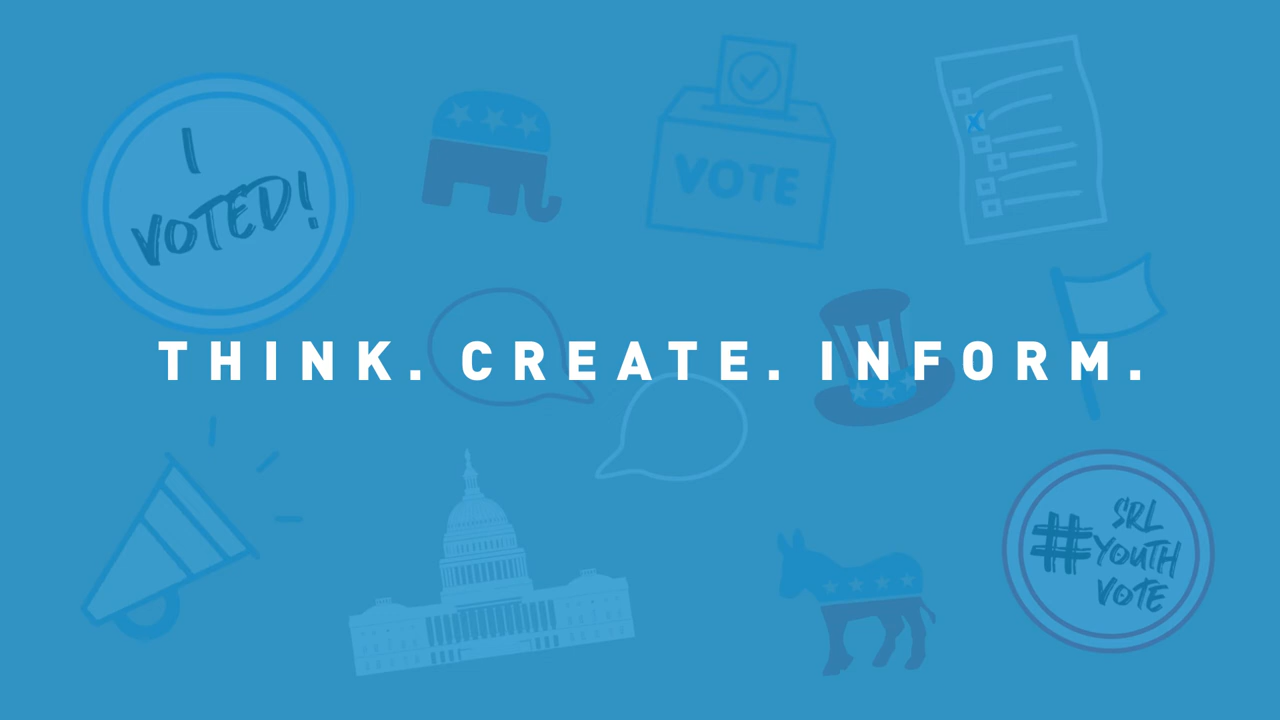 I
VOTED!
VOTE
THINK. CREATE. INFORM.
#SRL
YOUTH
VOTE